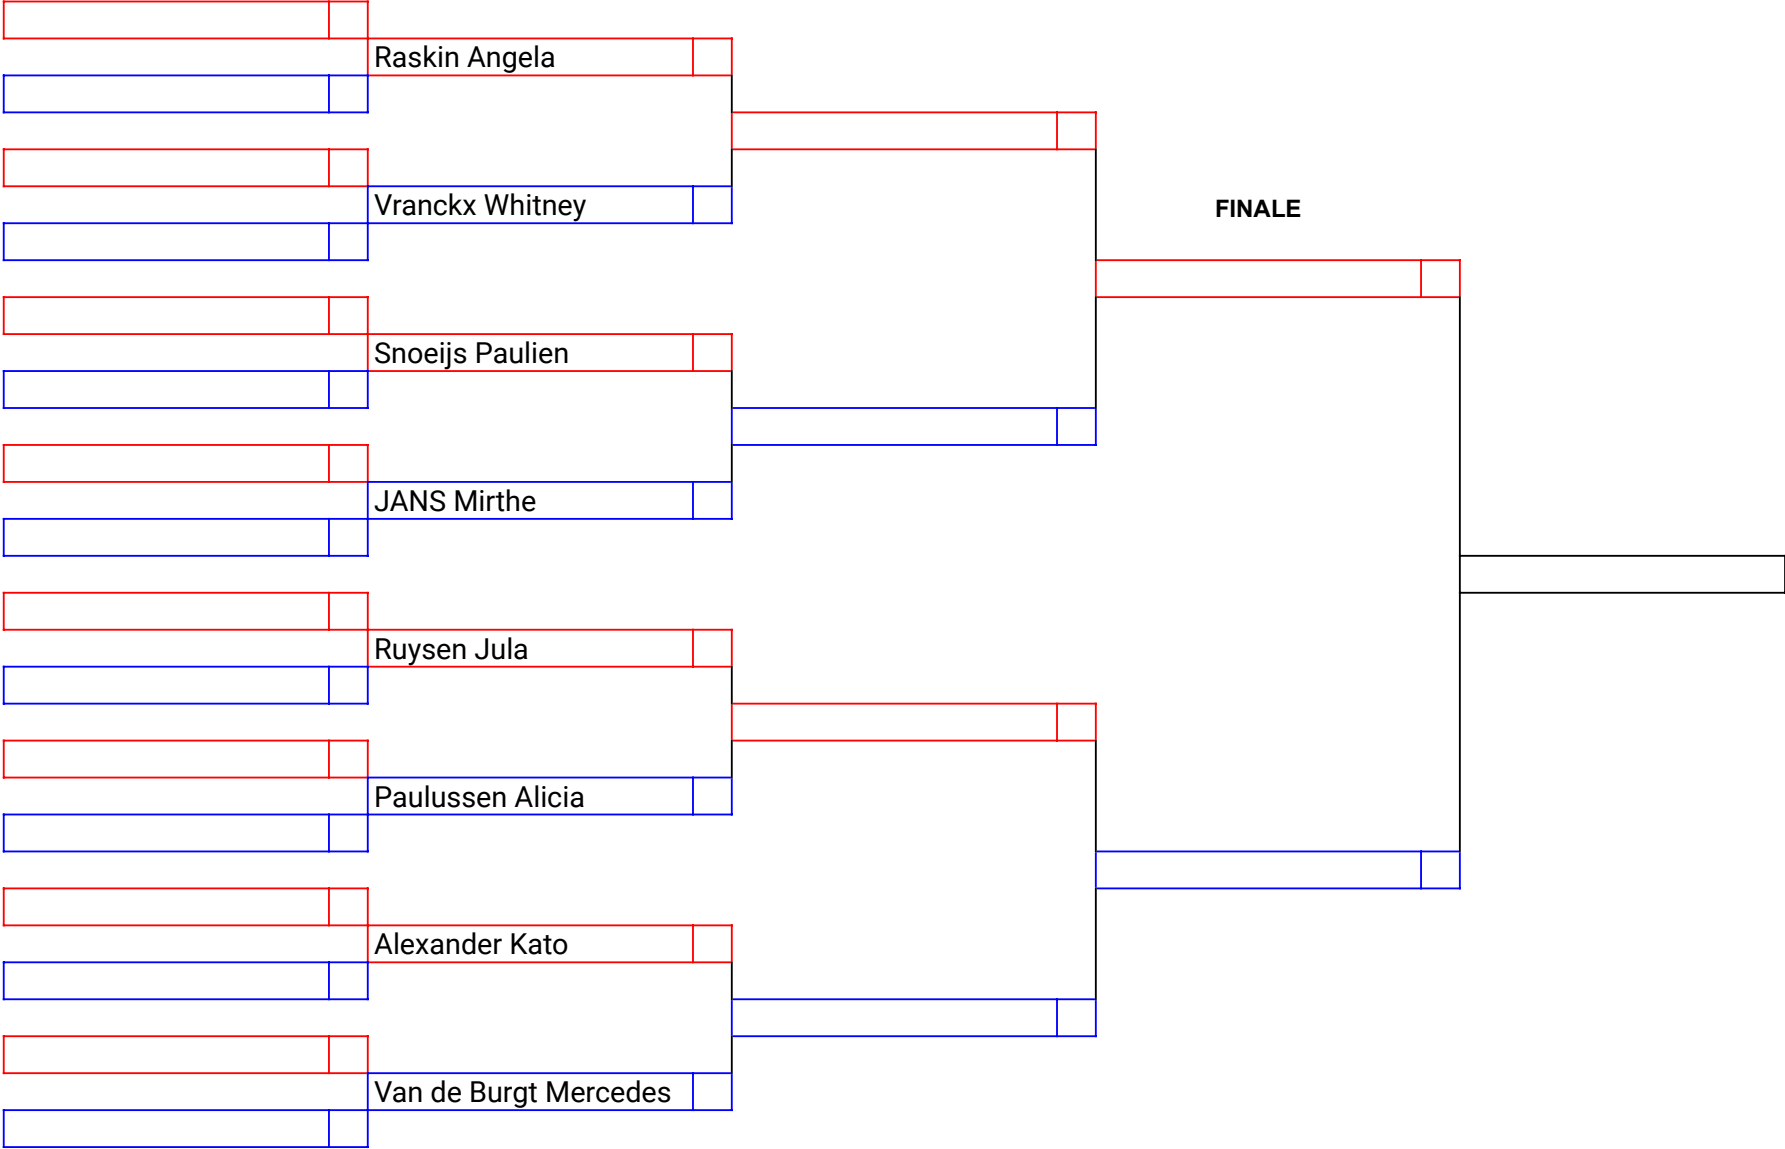 Raskin Angela
Vranckx Whitney
FINALE
Snoeijs Paulien
JANS Mirthe
Ruysen Jula
Paulussen Alicia
Alexander Kato
Van de Burgt Mercedes